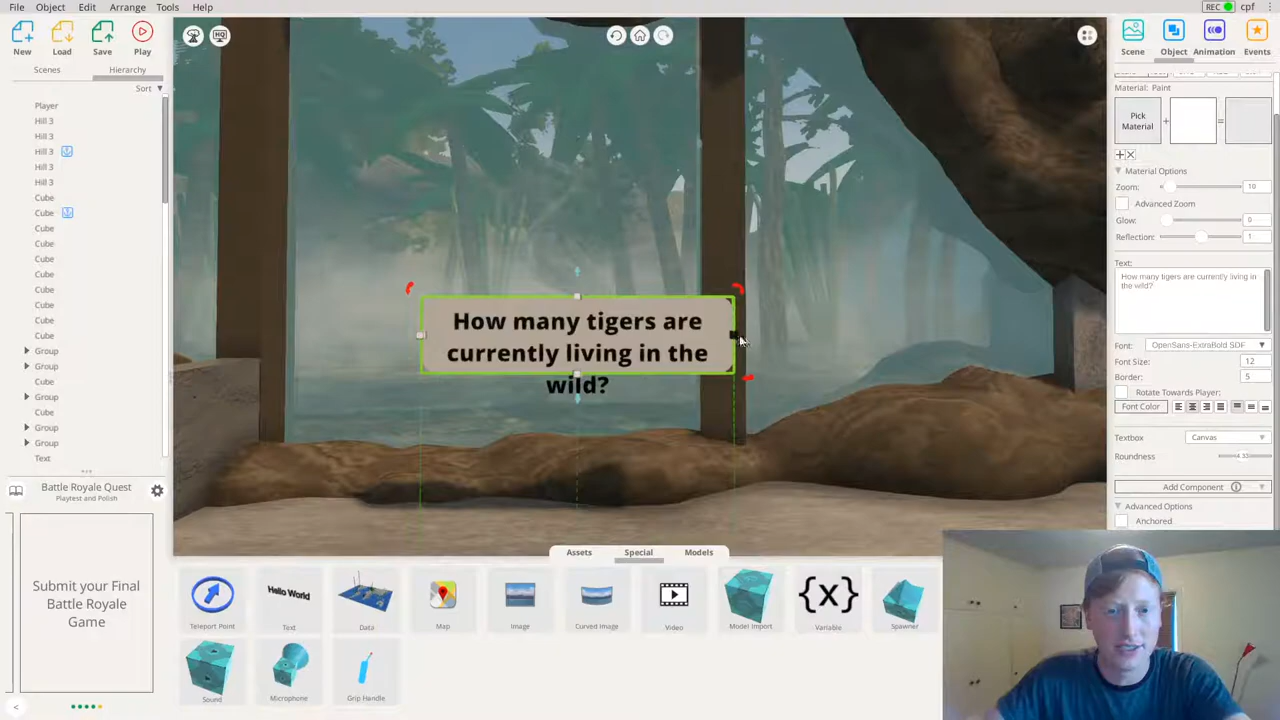 File Object Edit Arrange Tools Help
REC cpf
New Load Save Play
HQ
Scene Object Animation Events
Scenes Hierarchy
Sort
Player
Hill 3
Hill 3
Hill 3
Hill 3
Hill 3
Cube
Cube
Cube
Cube
Cube
Cube
Cube
Cube
Cube
Cube
Group
Group
Cube
Group
Cube
Group
Group
Text
Material: Paint
Pick
Material
+ =
Material Options
Zoom: 10
Advanced Zoom
Glow: 0
Reflection: 1
Text:
How many tigers are currently living in
the wild?
Font: OpenSans-ExtraBold SDF
Font Size: 12
Border: 5
Rotate Towards Player:
Font Color
Textbox Canvas
Roundness 4.33
Add Component
Advanced Options
Anchored
How many tigers are
currently living in the
wild?
Battle Royale Quest
Playtest and Polish
Submit your Final
Battle Royale
Game
<
Assets Special Models
Hello World
{x}
Teleport Point Text Data Map Image Curved Image Video Model Import Variable Spawner
Sound Microphone Grip Handle